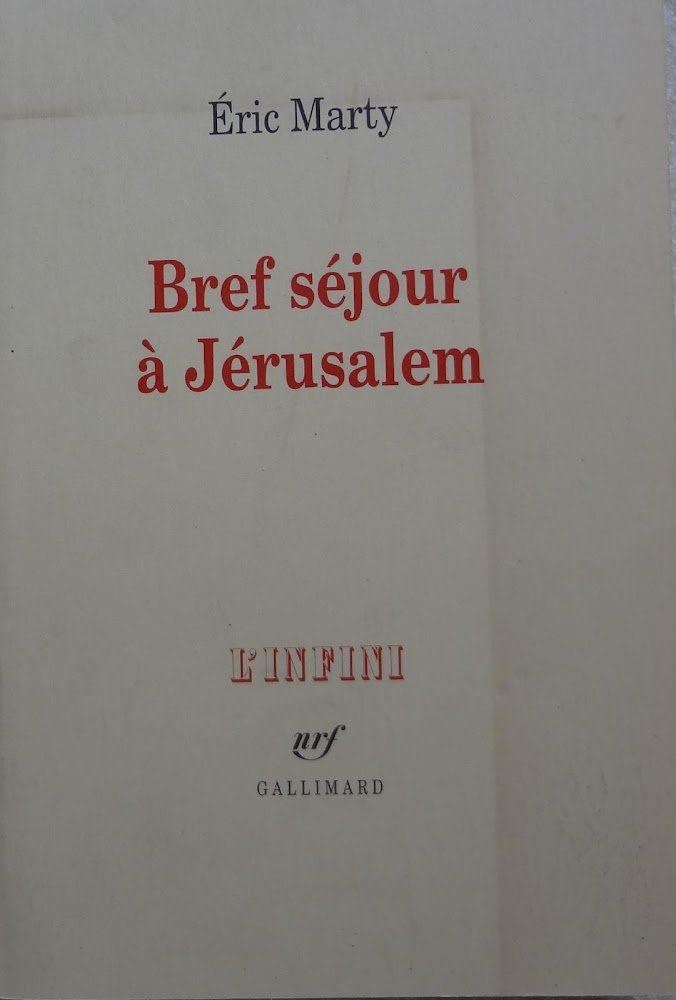 Éric Marty
Bref séjour
à Jérusalem
L'INFINI
nrf
GALLIMARD